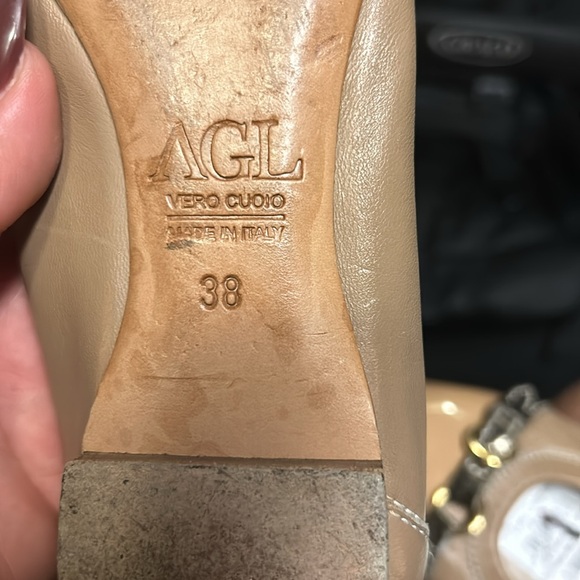 AGL
VERO CUOIO
MADE IN ITALY
38